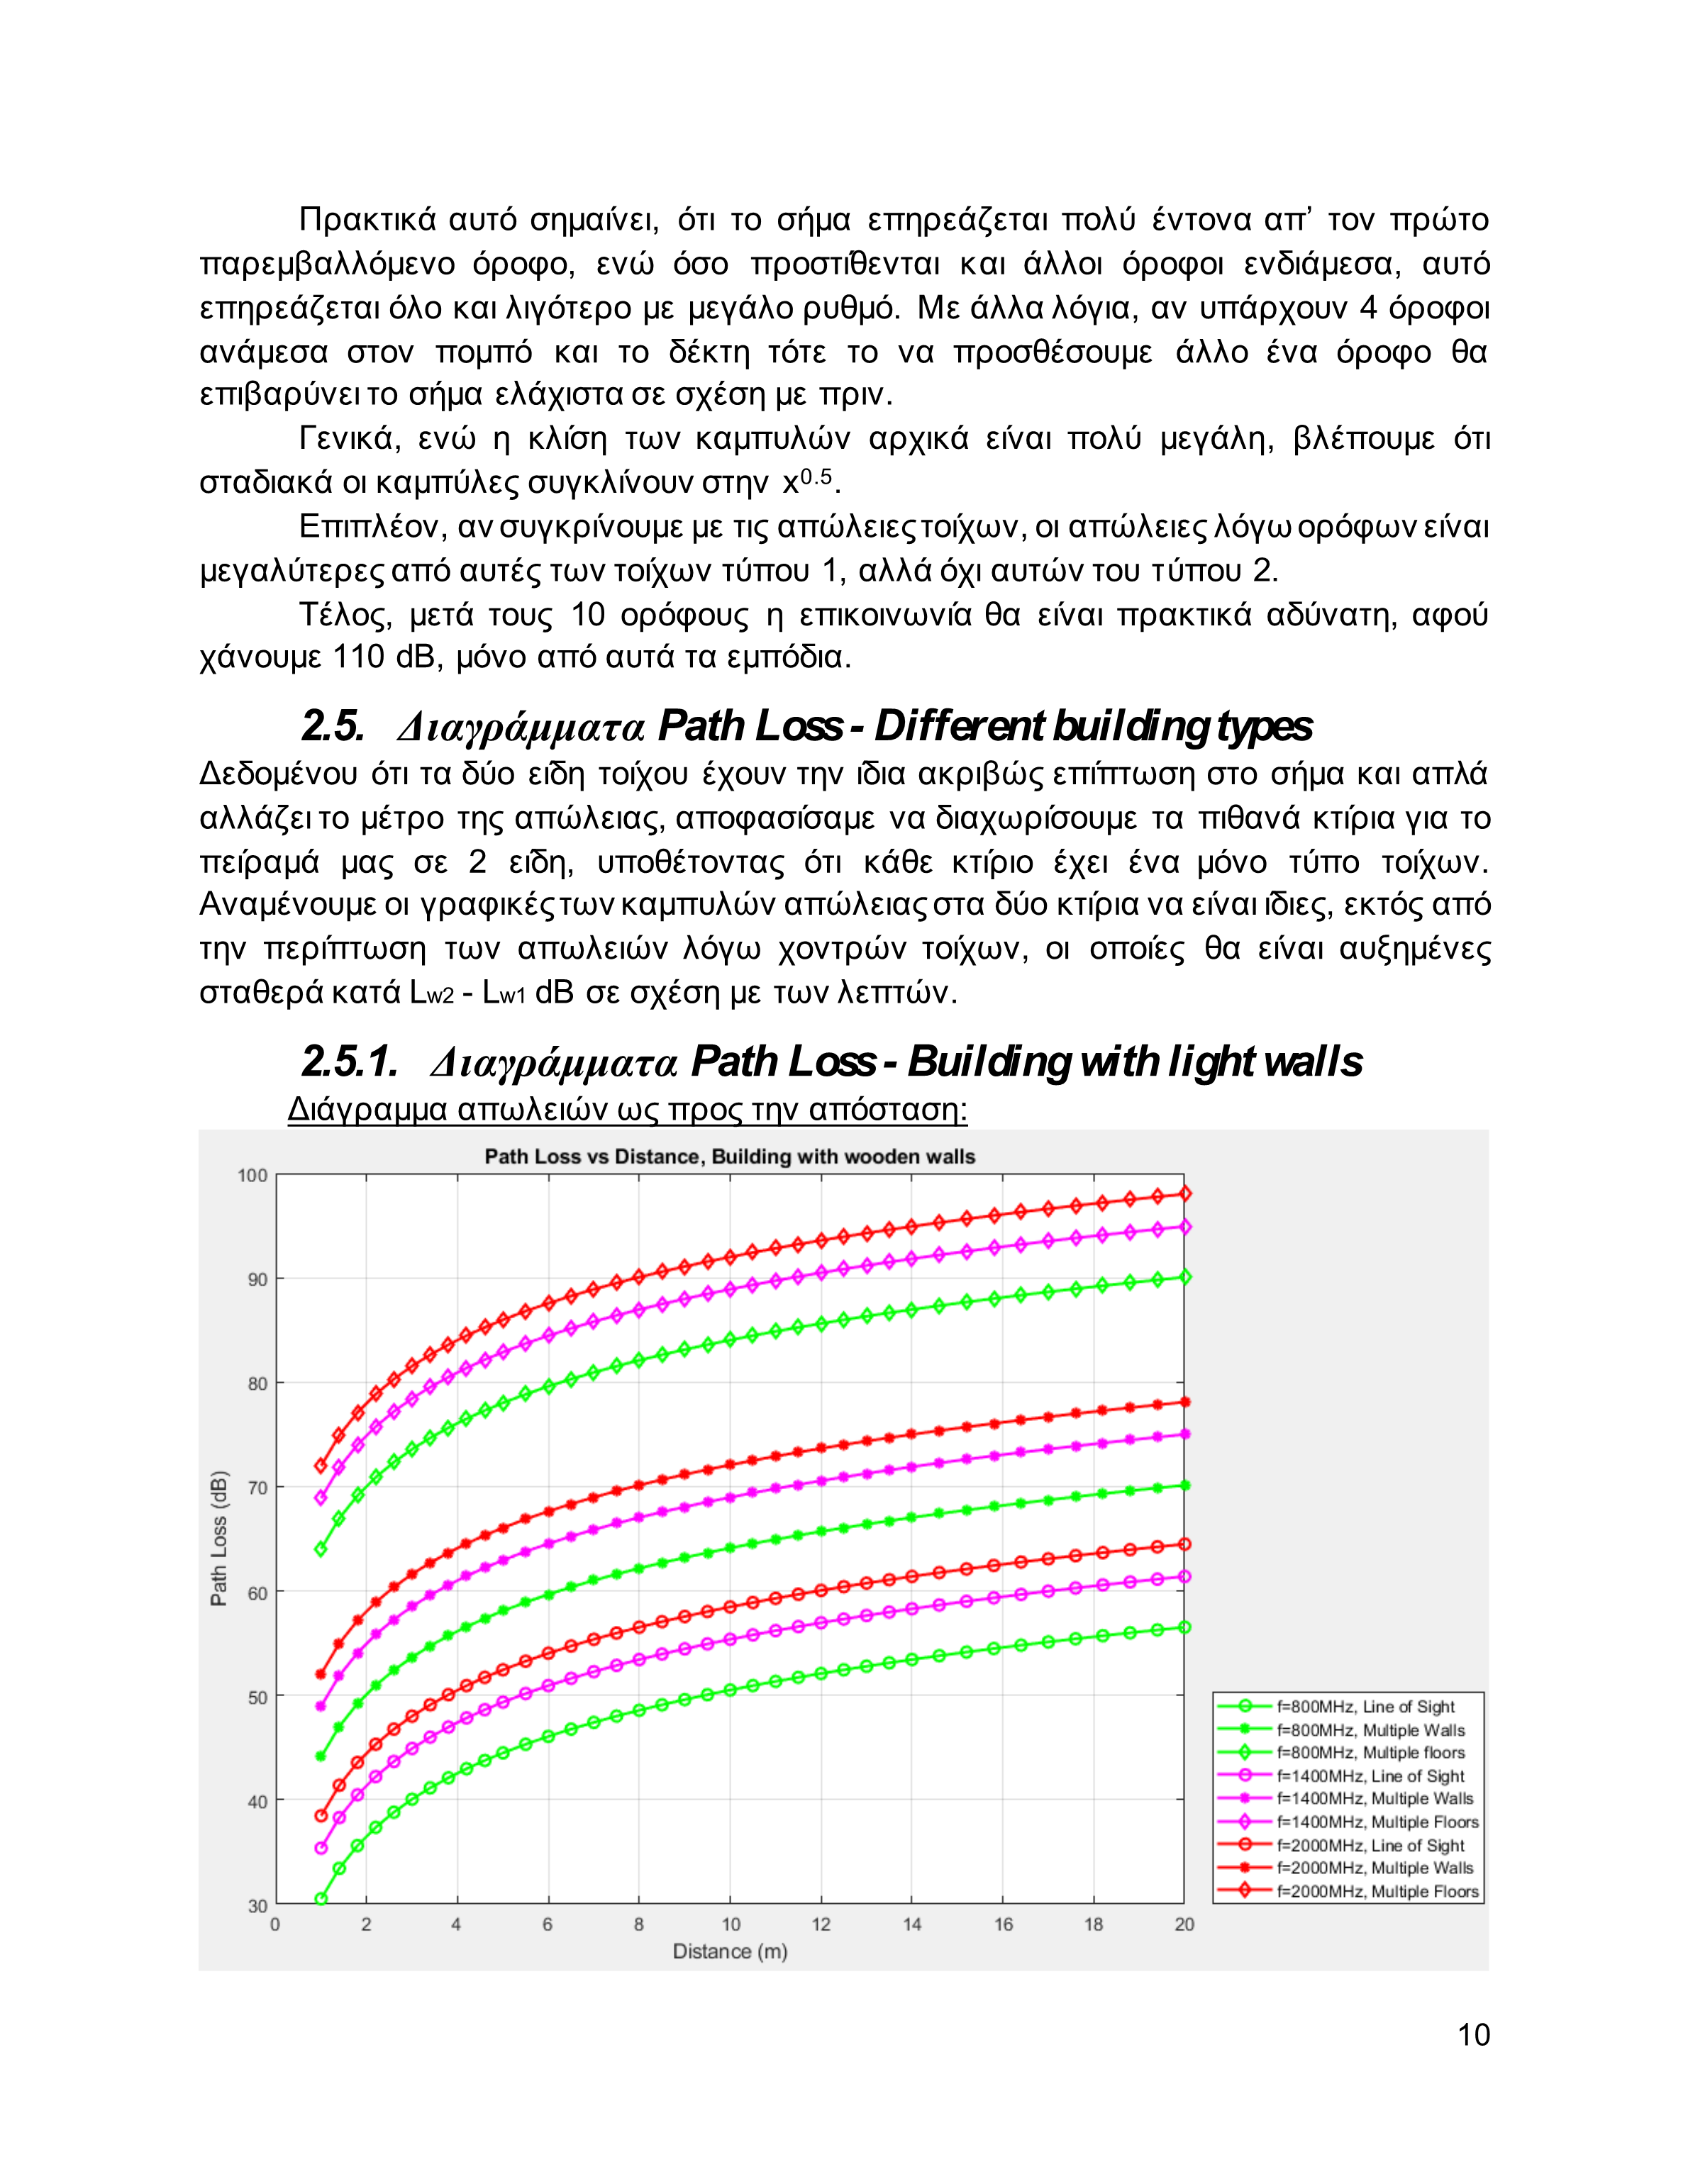 Πρακτικά αυτό σημαίνει, ότι το σήμα επηρεάζεται πολύ έντονα απ’ τον πρώτο
παρεμβαλλόμενο όροφο, ενώ όσο προστίθενται και άλλοι όροφοι ενδιάμεσα, αυτό
επηρεάζεται όλο και λιγότερο με μεγάλο ρυθμό. Με άλλα λόγια, αν υπάρχουν 4 όροφοι
ανάμεσα στον πομπό και το δέκτη τότε το να προσθέσουμε άλλο ένα όροφο θα
επιβαρύνει το σήμα ελάχιστα σε σχέση με πριν.
Γενικά, ενώ η κλίση των καμπυλών αρχικά είναι πολύ μεγάλη, βλέπουμε ότι
σταδιακά οι καμπύλες συγκλίνουν στην x^0.5.
Επιπλέον, αν συγκρίνουμε με τις απώλειες τοίχων, οι απώλειες λόγω ορόφων είναι
μεγαλύτερες από αυτές των τοίχων τύπου 1, αλλά όχι αυτών του τύπου 2.
Τέλος, μετά τους 10 ορόφους η επικοινωνία θα είναι πρακτικά αδύνατη, αφού
χάνουμε 110 dB, μόνο από αυτά τα εμπόδια.
2.5. Διαγράμματα Path Loss - Different building types
Δεδομένου ότι τα δύο είδη τοίχου έχουν την ίδια ακριβώς επίπτωση στο σήμα και απλά
αλλάζει το μέτρο της απώλειας, αποφασίσαμε να διαχωρίσουμε τα πιθανά κτίρια για το
πείραμά μας σε 2 είδη, υποθέτοντας ότι κάθε κτίριο έχει ένα μόνο τύπο τοίχων.
Αναμένουμε οι γραφικές των καμπυλών απώλειας στα δύο κτίρια να είναι ίδιες, εκτός από
την περίπτωση των απωλειών λόγω χοντρών τοίχων, οι οποίές θα είναι αυξημένες
σταθερά κατά Lw2 - Lw1 dB σε σχέση με των λεπτών.
2.5.1. Διαγράμματα Path Loss - Building with light walls
Διάγραμμα απωλειών ως προς την απόσταση:
Path Loss vs Distance, Building with wooden walls
100
90
80
70
60
50
40
30
Path Loss (dB)
0 2 4 6 8 10 12 14 16 18 20
Distance (m)
f=800MHz, Line of Sight
f=800MHz, Multiple Walls
f=800MHz, Multiple floors
f=1400MHz, Line of Sight
f=1400MHz, Multiple Walls
f=1400MHz, Multiple Floors
f=2000MHz, Line of Sight
f=2000MHz, Multiple Walls
f=2000MHz, Multiple Floors
10